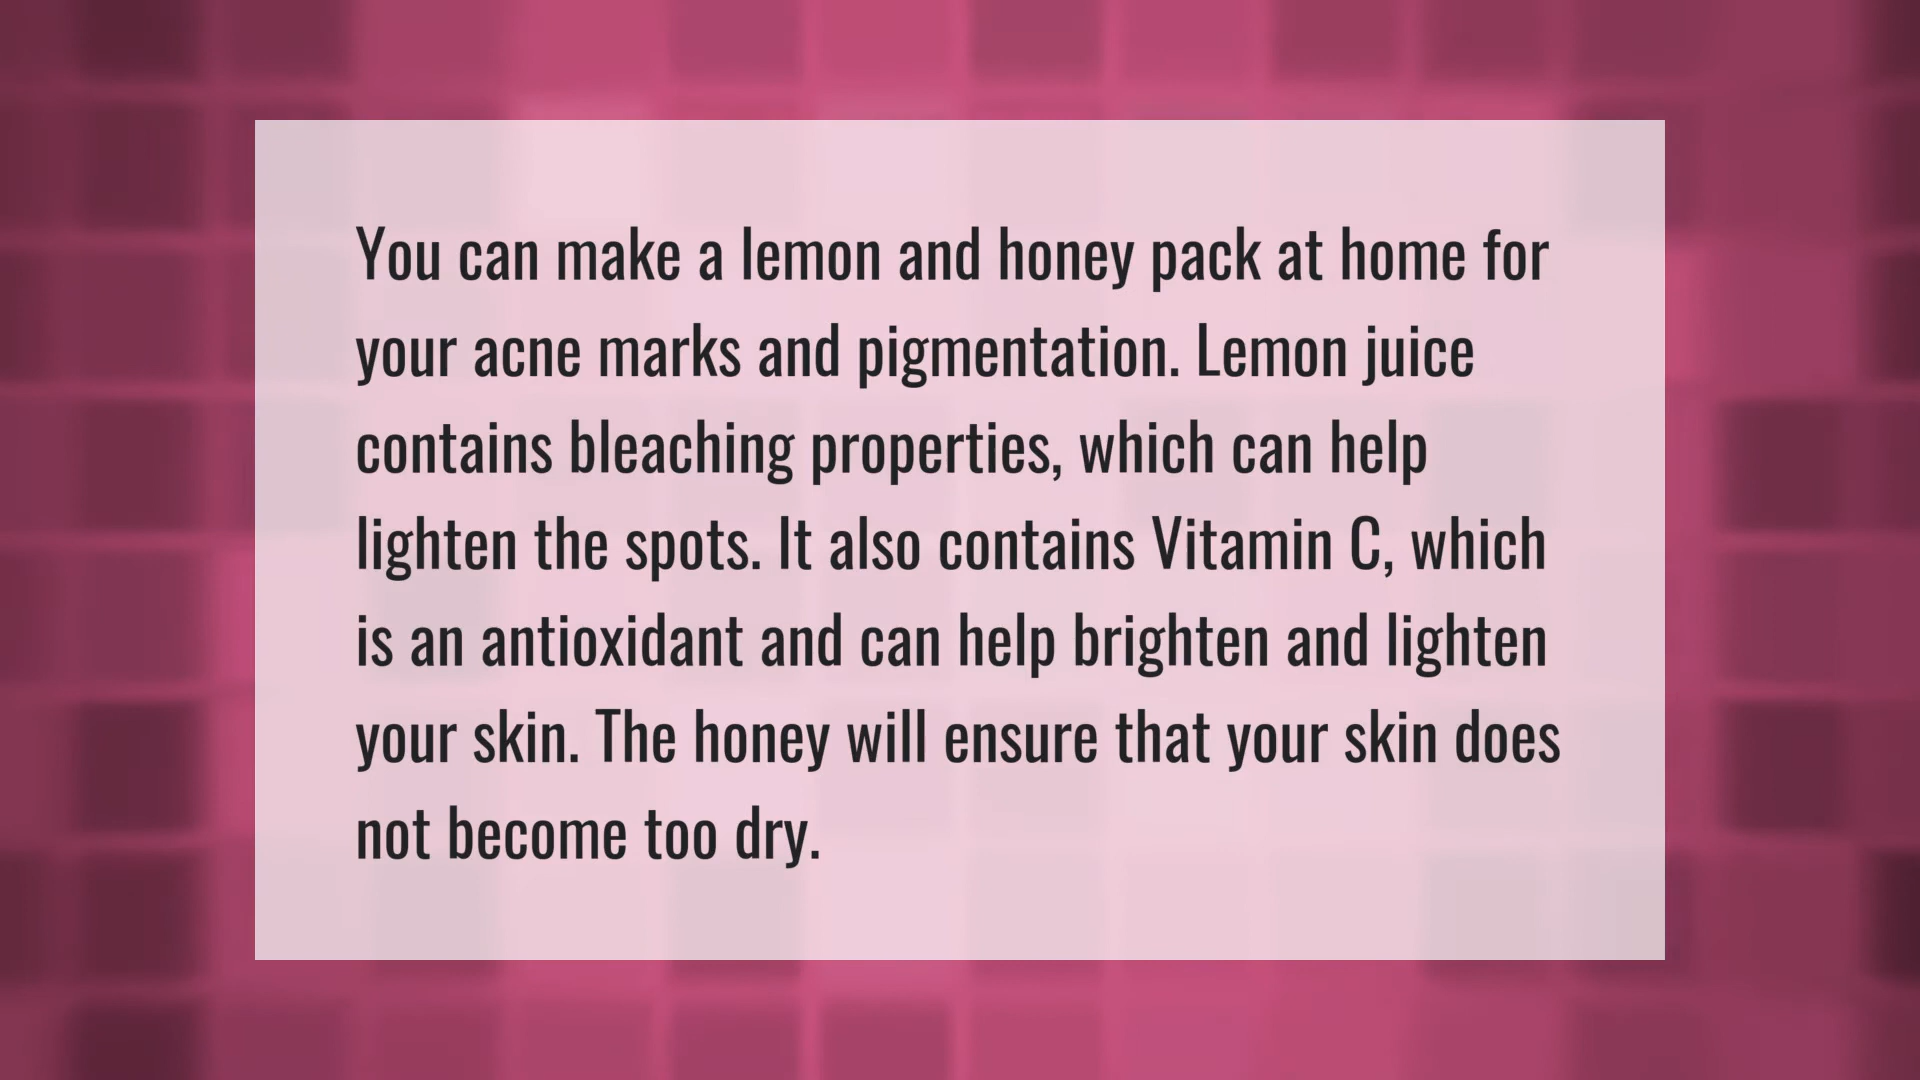 You can make a lemon and honey pack at home for
your acne marks and pigmentation. Lemon juice
contains bleaching properties, which can help
lighten the spots. It also contains Vitamin C, which
is an antioxidant and can help brighten and lighten
your skin. The honey will ensure that your skin does
not become too dry.